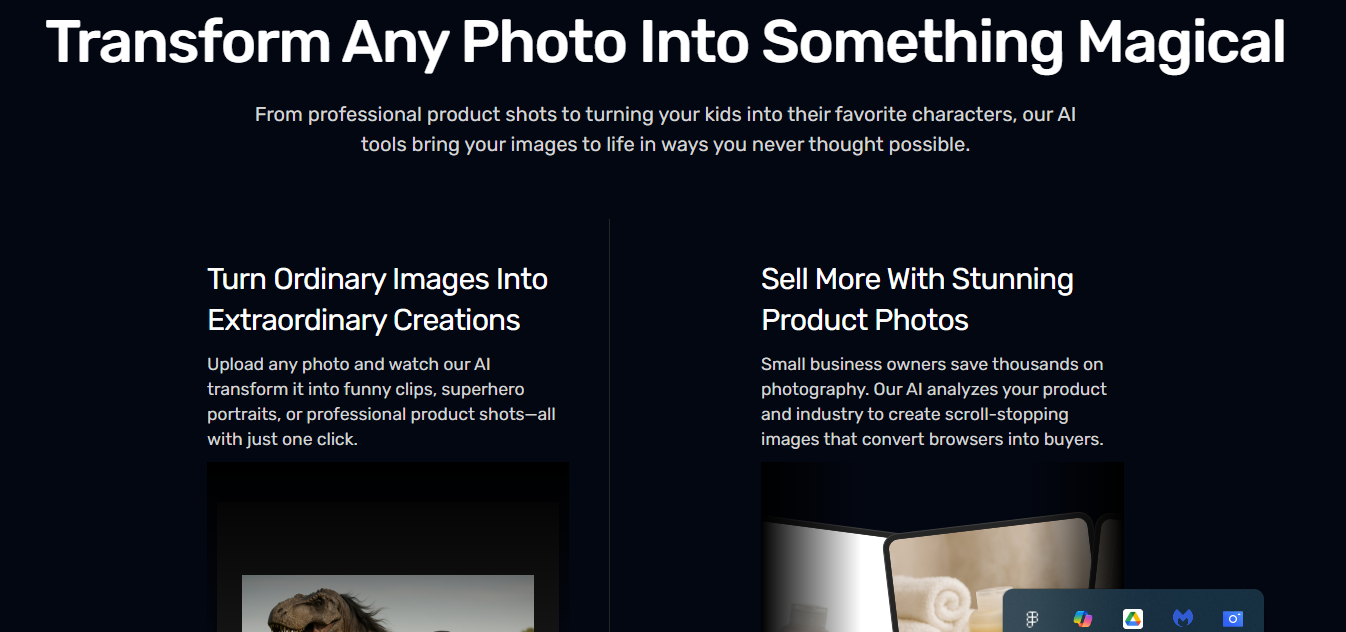 Transform Any Photo Into Something Magical
From professional product shots to turning your kids into their favorite characters, our AI
tools bring your images to life in ways you never thought possible.
Turn Ordinary Images Into
Extraordinary Creations
Upload any photo and watch our AI
transform it into funny clips, superhero
portraits, or professional product shots—all
with just one click.
Sell More With Stunning
Product Photos
Small business owners save thousands on
photography. Our AI analyzes your product
and industry to create scroll-stopping
images that convert browsers into buyers.